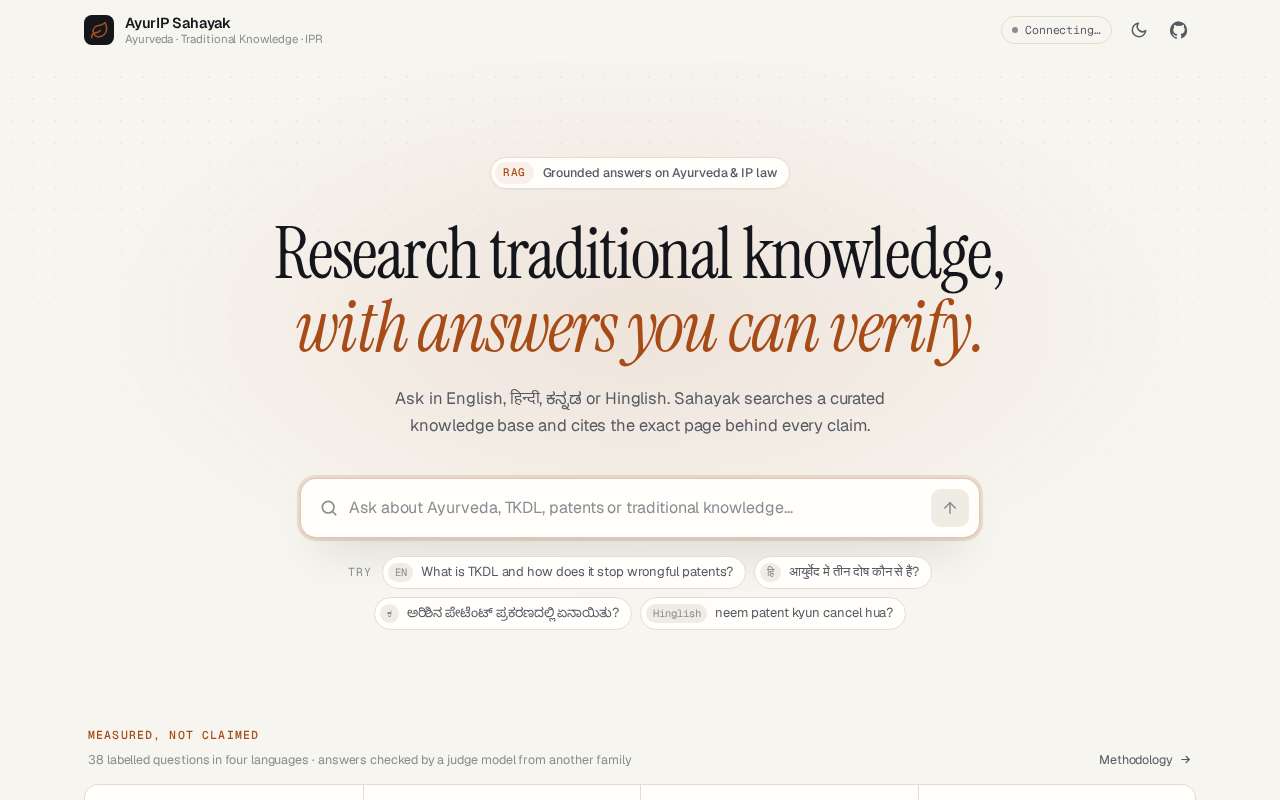 AyurIP Sahayak
Ayurveda · Traditional Knowledge · IPR
Connecting…
RAG Grounded answers on Ayurveda & IP law
Research traditional knowledge,
with answers you can verify.
Ask in English, हिन्दी, ಕನ್ನಡ or Hinglish. Sahayak searches a curated
knowledge base and cites the exact page behind every claim.
Ask about Ayurveda, TKDL, patents or traditional knowledge…
TRY EN What is TKDL and how does it stop wrongful patents? हि आयुर्वेद में तीन दोष कौन से हैं?
ಕ ಅರಿಶಿನ ಪೇಟೆಂಟ್ ಪ್ರಕರಣದಲ್ಲಿ ಏನಾಯಿತು? Hinglish neem patent kyun cancel hua?
MEASURED, NOT CLAIMED
38 labelled questions in four languages · answers checked by a judge model from another family
Methodology →